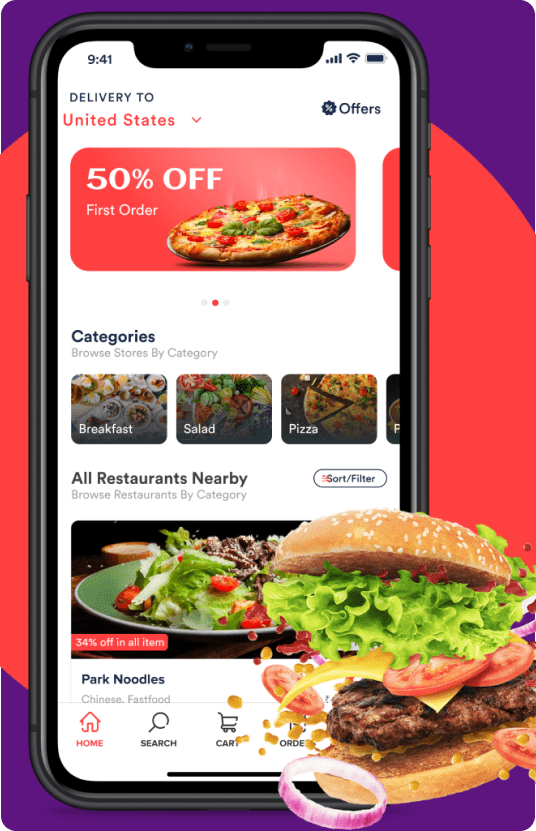 9:41
DELIVERY TO
United States
Offers
50% OFF
First Order
Categories
Browse Stores By Category
Breakfast
Salad
Pizza
P
All Restaurants Nearby
Browse Restaurants By Category
Sort/Filter
34% off in all item
Park Noodles
Chinese, Fastfood
HOME
SEARCH
CART
ORDE